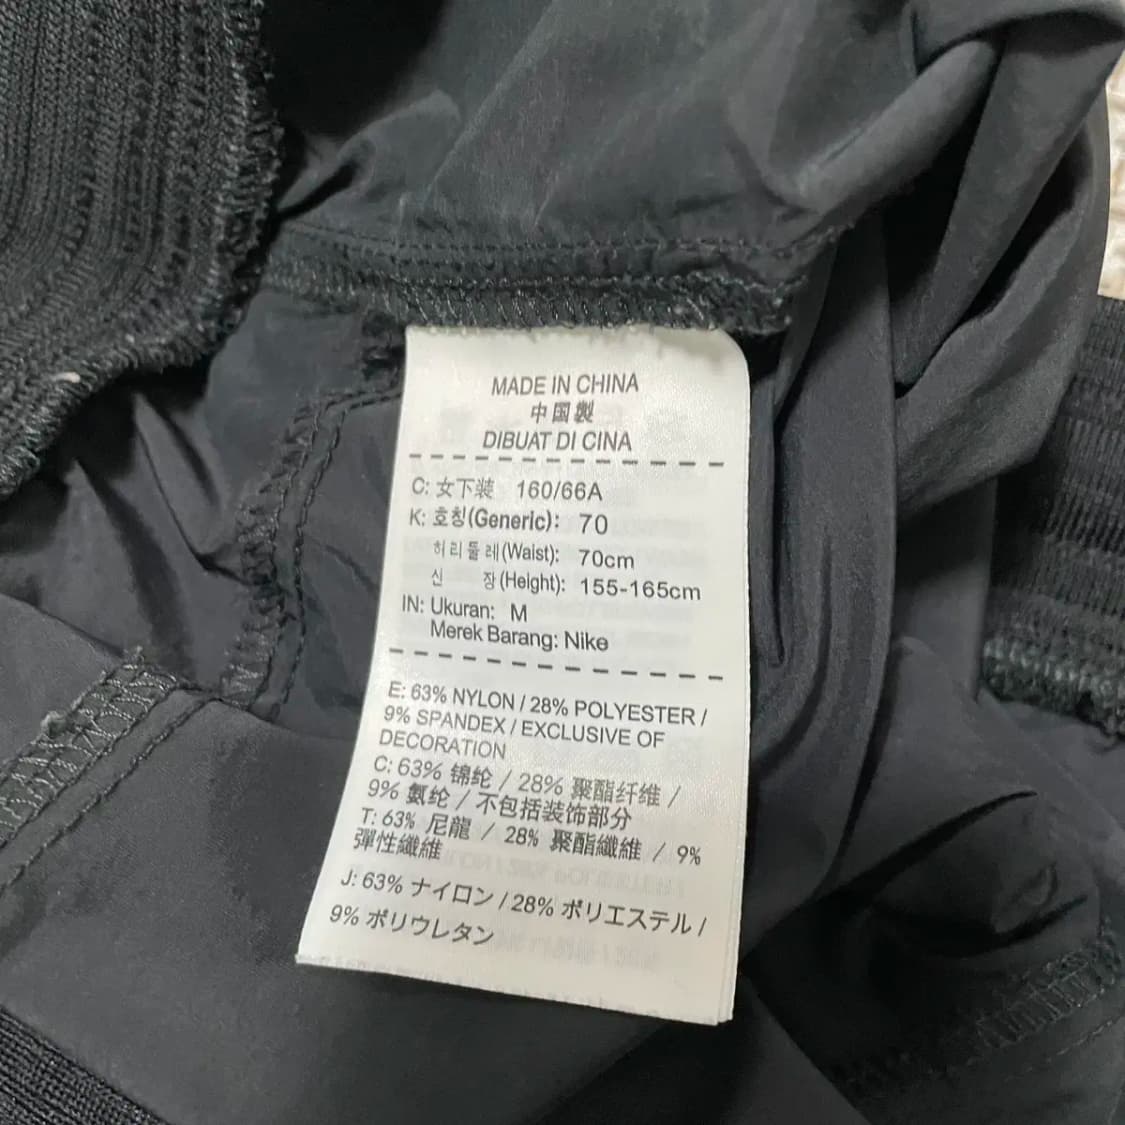 MADE IN CHINA
中国製
DIBUAT DI CINA
C: 女下装 160/66A
K: 호칭(Generic): 70
허리둘레(Waist): 70cm
신 장(Height): 155-165cm
IN: Ukuran: M
Merek Barang: Nike
E: 63% NYLON / 28% POLYESTER /
9% SPANDEX / EXCLUSIVE OF
DECORATION
C: 63% 锦纶 / 28% 聚酯纤维 /
9% 氨纶 / 不包括装饰部分
T: 63% 尼龍 / 28% 聚酯纖維 / 9%
彈性纖維
J: 63% ナイロン / 28% ポリエステル /
9% ポリウレタン